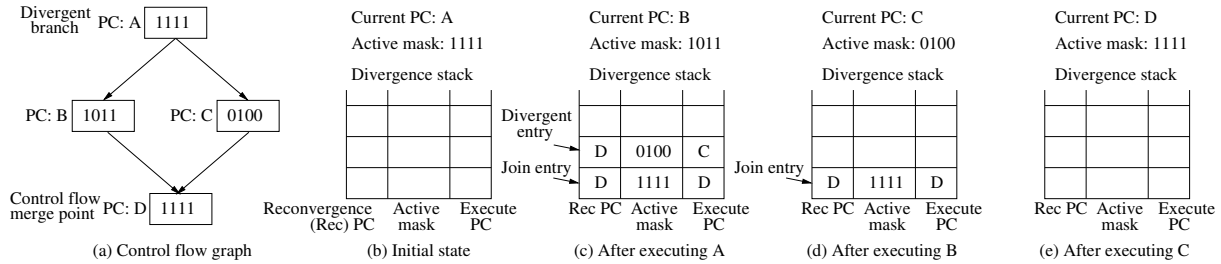 Divergent
branch
PC: A
1111
PC: B
1011
PC: C
0100
Control flow
merge point
PC: D
1111
(a) Control flow graph
Current PC: A
Active mask: 1111
Divergence stack
Reconvergence
(Rec) PC
Active
mask
Execute
PC
(b) Initial state
Current PC: B
Active mask: 1011
Divergence stack
Divergent
entry
D 0100 C
Join entry
D 1111 D
Rec PC
Active
mask
Execute
PC
(c) After executing A
Current PC: C
Active mask: 0100
Divergence stack
Join entry
D 1111 D
Rec PC
Active
mask
Execute
PC
(d) After executing B
Current PC: D
Active mask: 1111
Divergence stack
Rec PC
Active
mask
Execute
PC
(e) After executing C